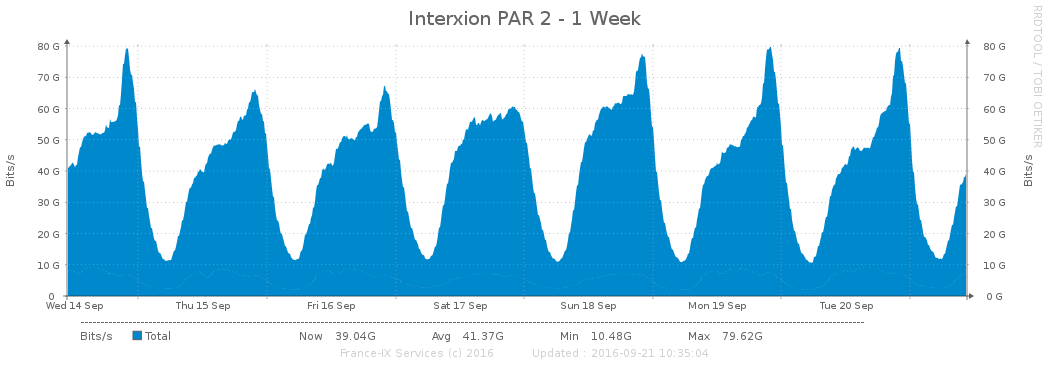 Interxion PAR 2 - 1 Week
RRDTOOL / TOBI OETIKER
Bits/s
80 G 80 G
70 G 70 G
60 G 60 G
50 G 50 G
40 G 40 G
30 G 30 G
20 G 20 G
10 G 10 G
0 0 G
Bits/s
Wed 14 Sep Thu 15 Sep Fri 16 Sep Sat 17 Sep Sun 18 Sep Mon 19 Sep Tue 20 Sep
Bits/s Total Now 39.04G Avg 41.37G Min 10.48G Max 79.62G
France-IX Services (c) 2016 Updated : 2016-09-21 10:35:04